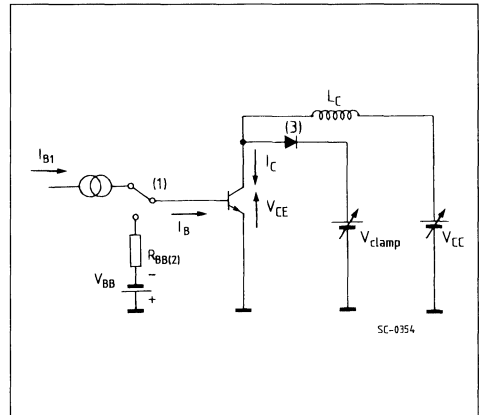 L_C
(3)
I_B1
(1)
I_C
V_CE
I_B
V_clamp
V_CC
R_BB(2)
V_BB
−
+
SC-0354